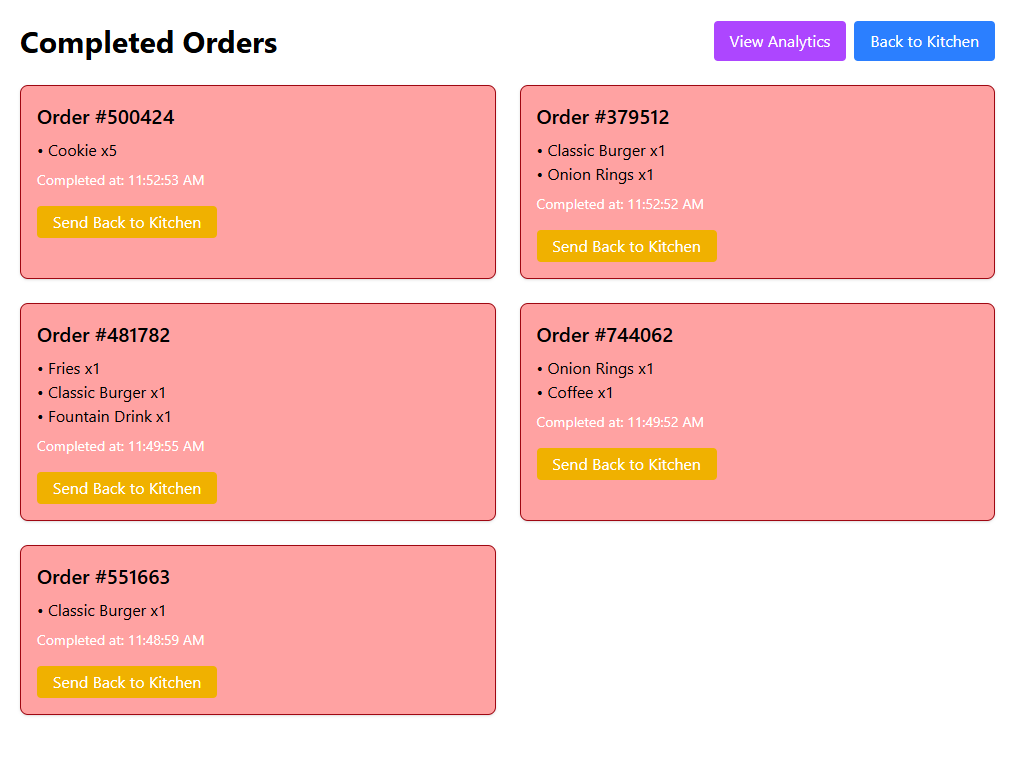 Completed Orders
View Analytics
Back to Kitchen
Order #500424
• Cookie x5
Completed at: 11:52:53 AM
Send Back to Kitchen
Order #379512
• Classic Burger x1
• Onion Rings x1
Completed at: 11:52:52 AM
Send Back to Kitchen
Order #481782
• Fries x1
• Classic Burger x1
• Fountain Drink x1
Completed at: 11:49:55 AM
Send Back to Kitchen
Order #744062
• Onion Rings x1
• Coffee x1
Completed at: 11:49:52 AM
Send Back to Kitchen
Order #551663
• Classic Burger x1
Completed at: 11:48:59 AM
Send Back to Kitchen